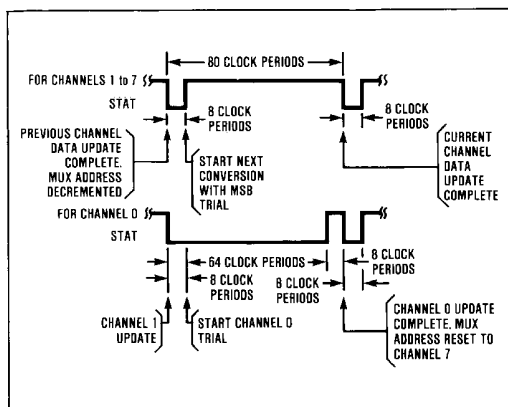 80 CLOCK PERIODS
FOR CHANNELS 1 to 7
STAT
8 CLOCK
PERIODS
8 CLOCK
PERIODS
PREVIOUS CHANNEL
DATA UPDATE
COMPLETE.
MUX ADDRESS
DECREMENTED
START NEXT
CONVERSION
WITH MSB
TRIAL
CURRENT
CHANNEL
DATA
UPDATE
COMPLETE
FOR CHANNEL 0
STAT
64 CLOCK PERIODS
8 CLOCK PERIODS
8 CLOCK
PERIODS
8 CLOCK
PERIODS
CHANNEL 1
UPDATE
START CHANNEL 0
TRIAL
CHANNEL 0 UPDATE
COMPLETE. MUX
ADDRESS RESET TO
CHANNEL 7